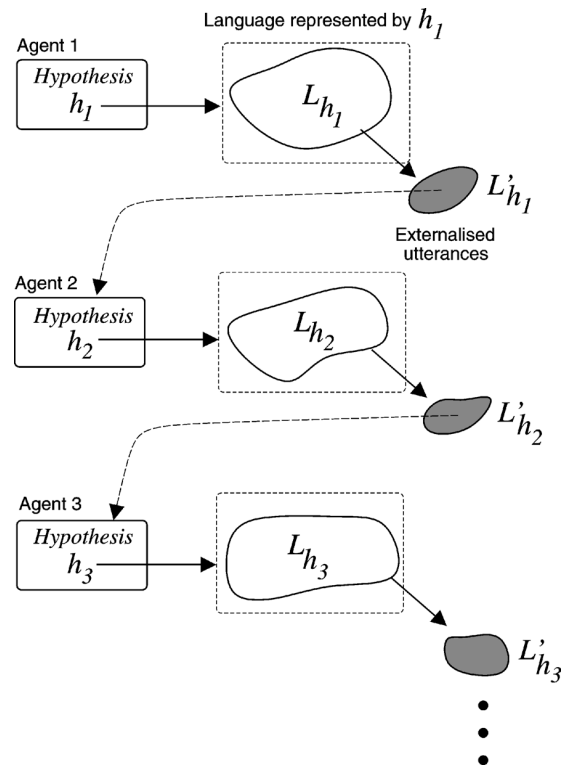 Language represented by h1
Agent 1
Hypothesis
h1
Lh1
L'h1
Externalised
utterances
Agent 2
Hypothesis
h2
Lh2
L'h2
Agent 3
Hypothesis
h3
Lh3
L'h3